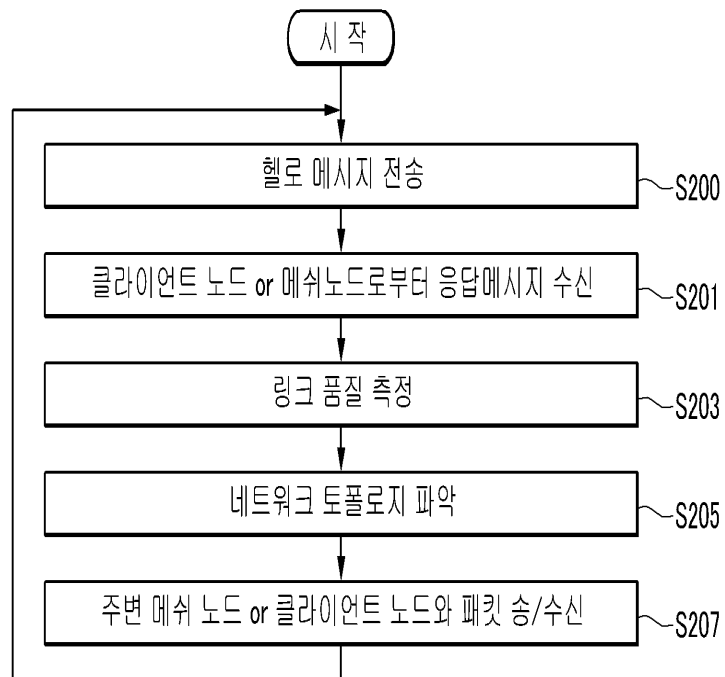 시 작
헬로 메시지 전송
S200
클라이언트 노드 or 메쉬노드로부터 응답메시지 수신
S201
링크 품질 측정
S203
네트워크 토폴로지 파악
S205
주변 메쉬 노드 or 클라이언트 노드와 패킷 송/수신
S207